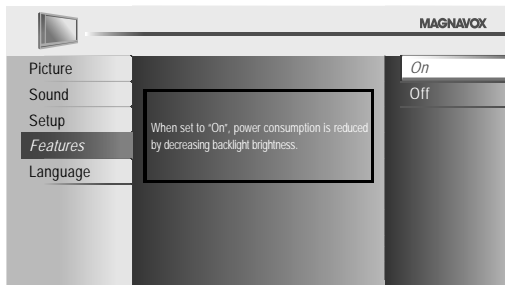 MAGNAVOX
Picture
Sound
Setup
Features
Language
When set to “On”, power consumption is reduced
by decreasing backlight brightness.
On
Off